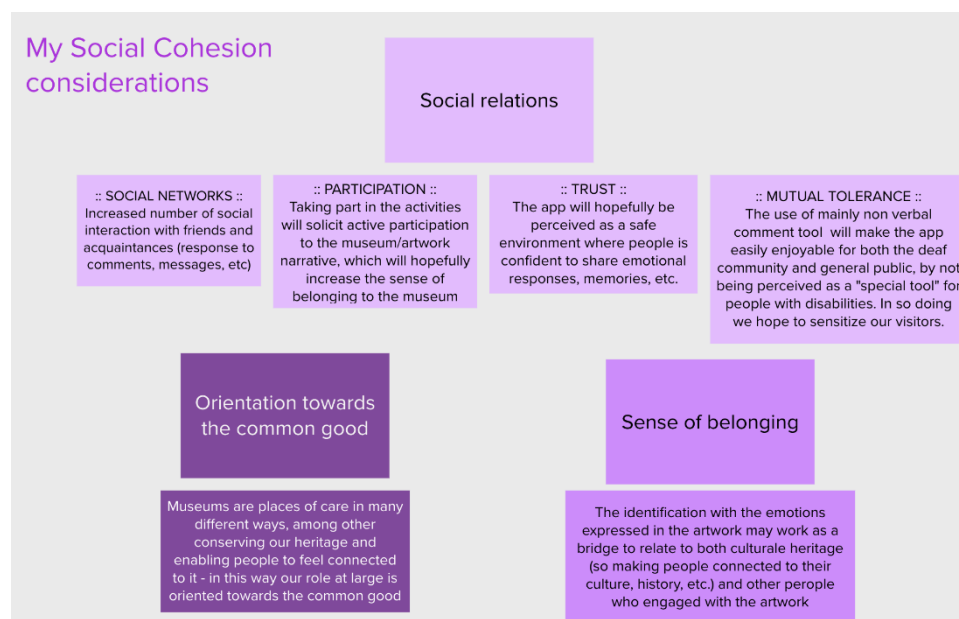 My Social Cohesion
considerations
Social relations
:: SOCIAL NETWORKS ::
Increased number of social
interaction with friends and
acquaintances (response to
comments, messages, etc)
:: PARTICIPATION ::
Taking part in the activities
will solicit active participation
to the museum/artwork
narrative, which will hopefully
increase the sense of
belonging to the museum
:: TRUST ::
The app will hopefully be
perceived as a safe
environment where people is
confident to share emotional
responses, memories, etc.
:: MUTUAL TOLERANCE ::
The use of mainly non verbal
comment tool will make the app
easily enjoyable for both the deaf
community and general public, by not
being perceived as a "special tool" for
people with disabilities. In so doing
we hope to sensitize our visitors.
Orientation towards
the common good
Museums are places of care in many
different ways, among other
conserving our heritage and
enabling people to feel connected
to it - in this way our role at large is
oriented towards the common good
Sense of belonging
The identification with the emotions
expressed in the artwork may work as a
bridge to relate to both culturale heritage
(so making people connected to their
culture, history, etc.) and other perople
who engaged with the artwork